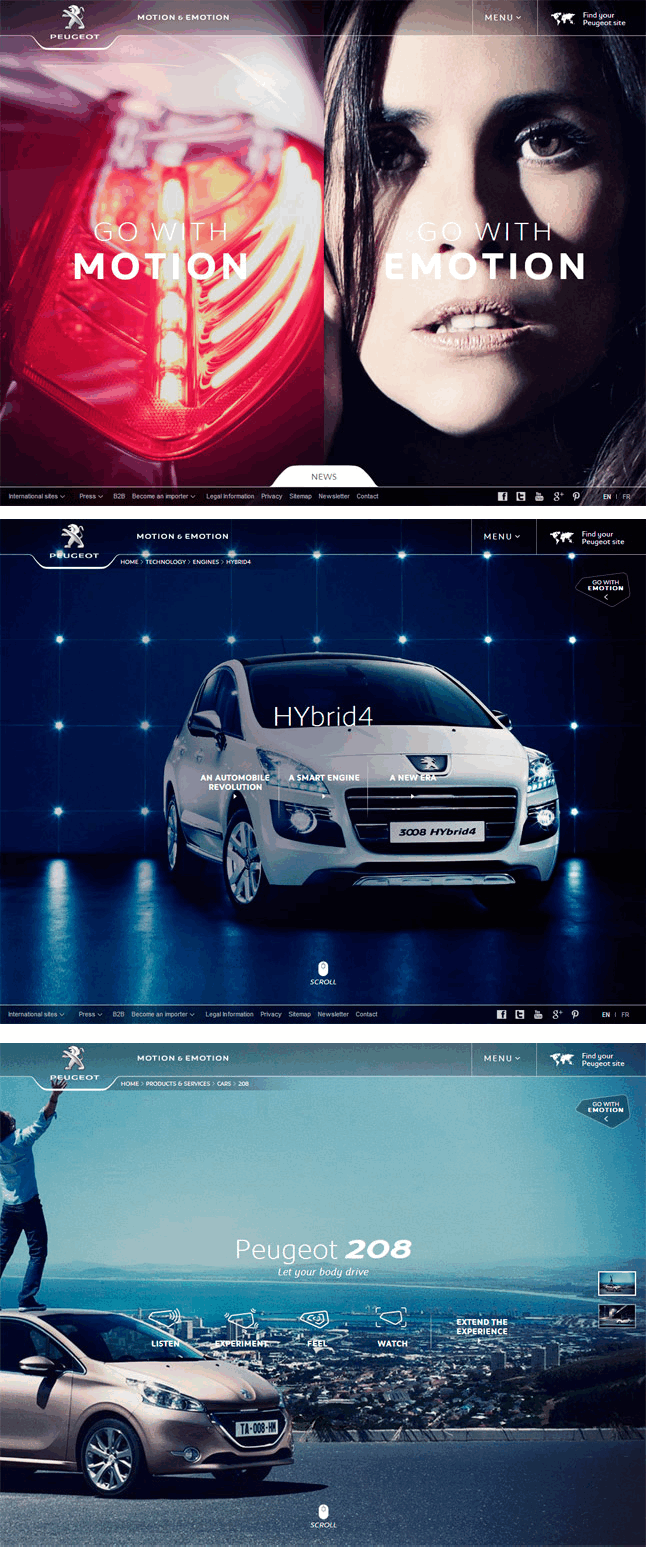 PEUGEOT
MOTION & EMOTION
MENU
Find your
Peugeot site
GO WITH
MOTION
GO WITH
EMOTION
NEWS
International sites Press B2B Become an importer Legal Information Privacy Sitemap Newsletter Contact
EN | FR
PEUGEOT
MOTION & EMOTION
MENU
Find your
Peugeot site
HOME > TECHNOLOGY > ENGINES > HYBRID4
GO WITH
EMOTION
HYbrid4
AN AUTOMOBILE
REVOLUTION
A SMART ENGINE
A NEW ERA
3008 HYbrid4
SCROLL
International sites Press B2B Become an importer Legal Information Privacy Sitemap Newsletter Contact
EN | FR
PEUGEOT
MOTION & EMOTION
MENU
Find your
Peugeot site
HOME > PRODUCTS & SERVICES > CARS > 208
GO WITH
EMOTION
Peugeot 208
Let your body drive
LISTEN
EXPERIMENT
FEEL
WATCH
EXTEND THE
EXPERIENCE
TA-008-HM
SCROLL